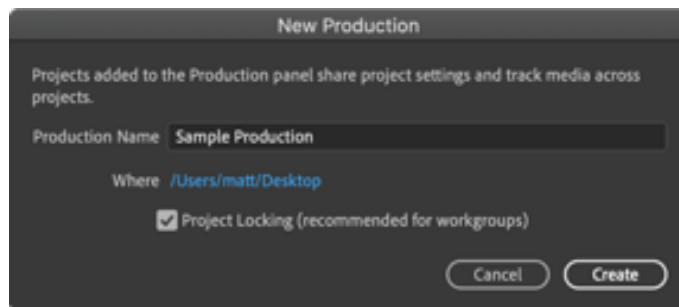 New Production
Projects added to the Production panel share project settings and track media across
projects.
Production Name Sample Production
Where /Users/matt/Desktop
Project Locking (recommended for workgroups)
Cancel Create